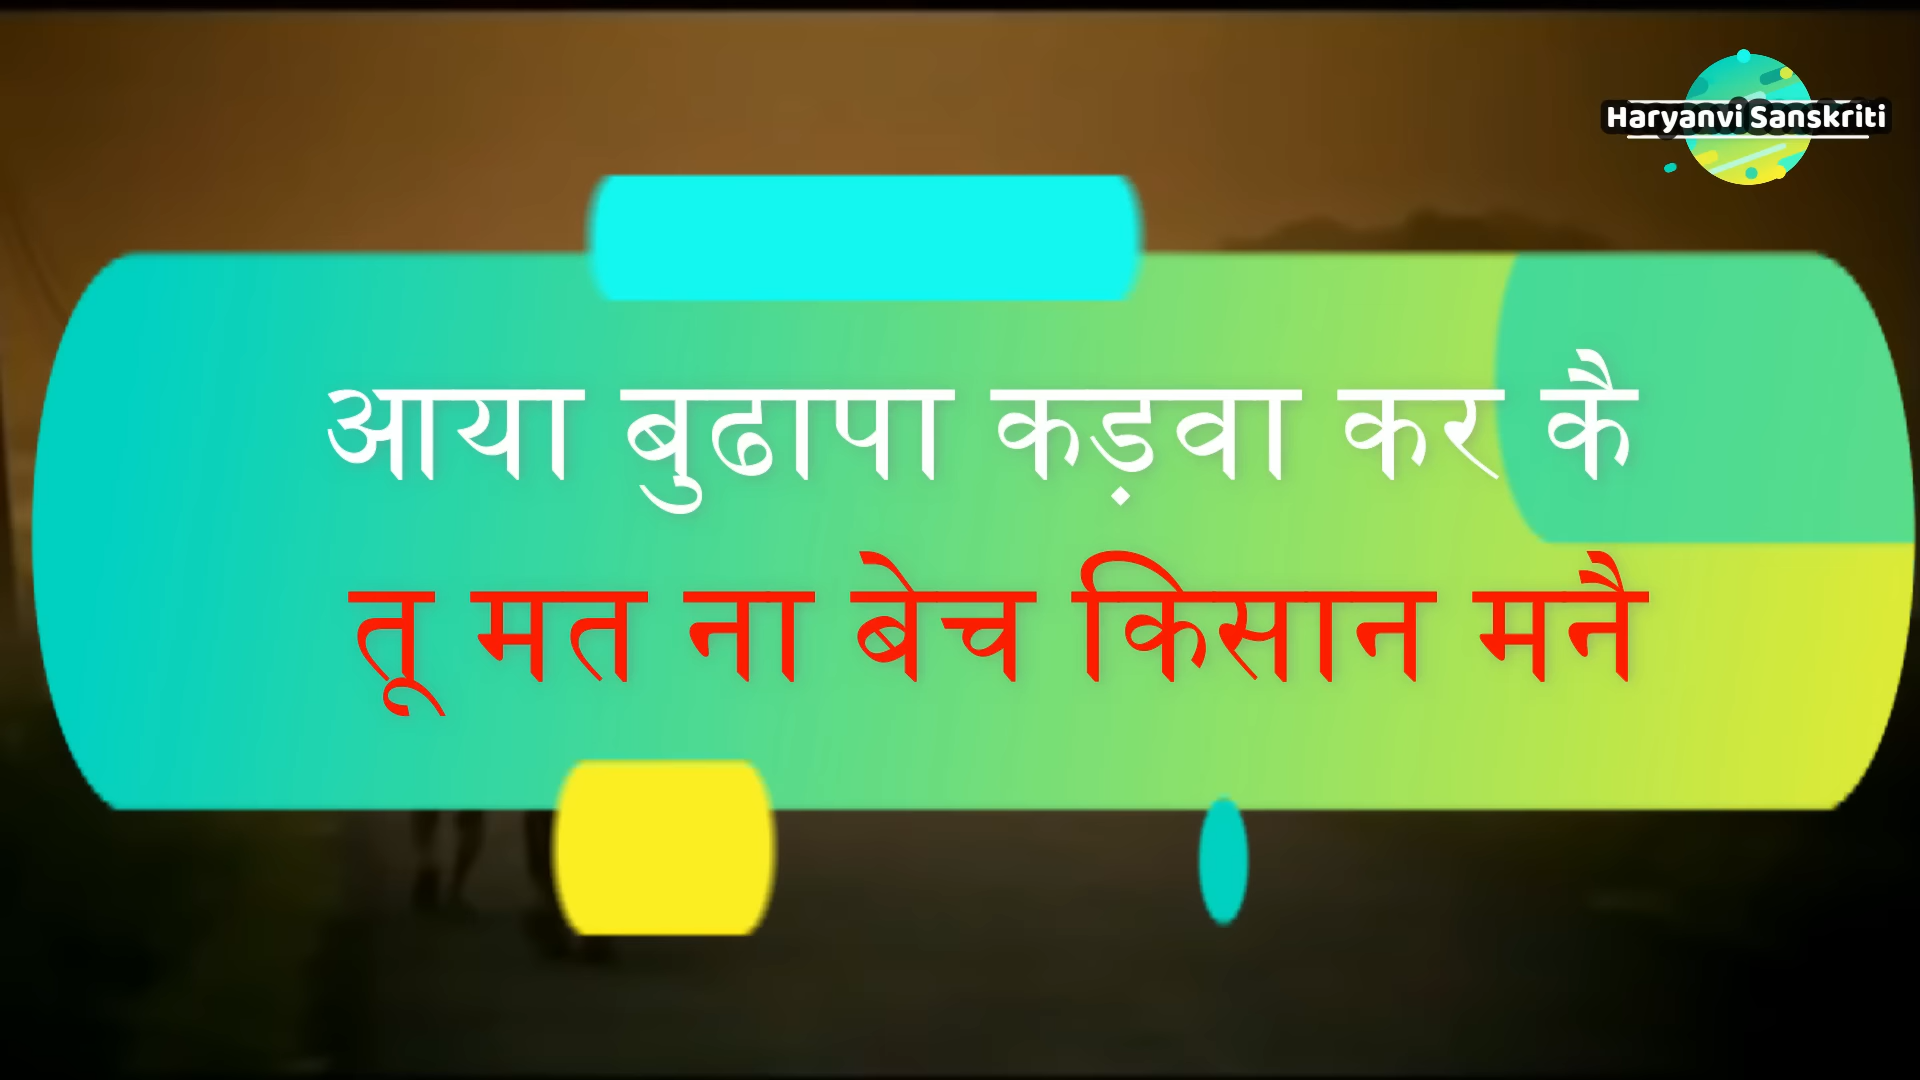 Haryanvi Sanskriti
आया बुढापा कड़वा कर कै
तू मत ना बेच किसान मनै